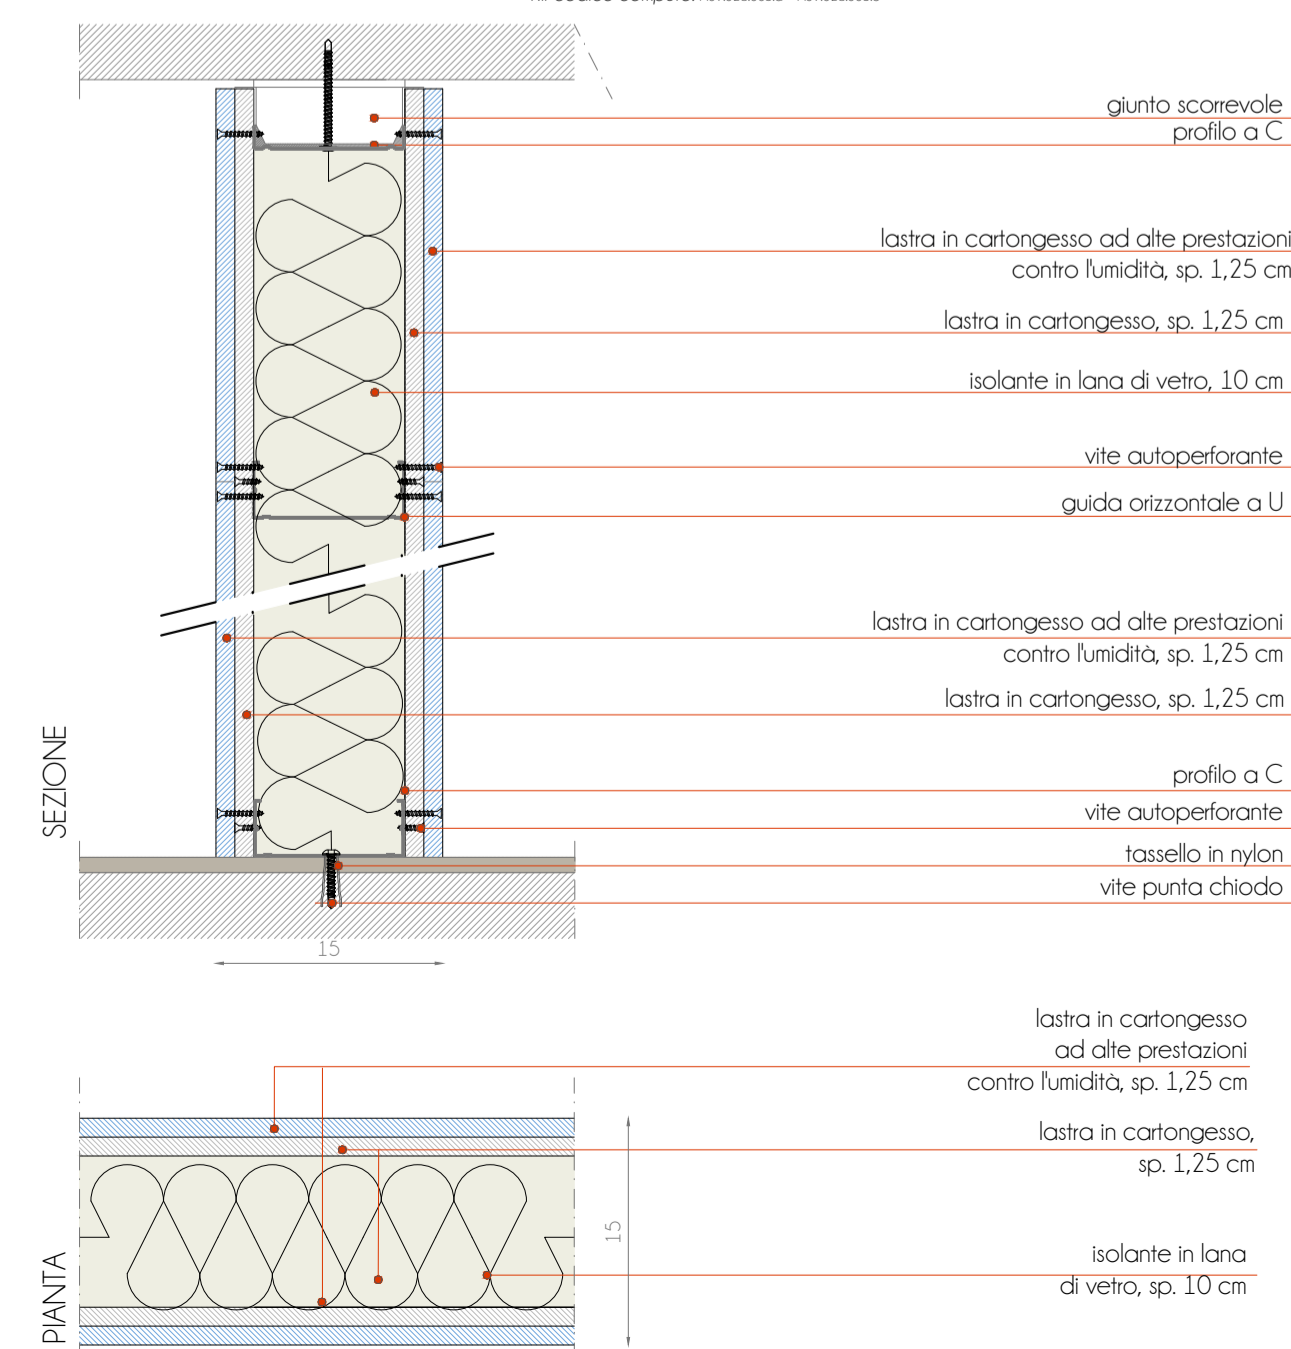 giunto scorrevole
profilo a C
lastra in cartongesso ad alte prestazioni
contro l'umidità, sp. 1,25 cm
lastra in cartongesso, sp. 1,25 cm
isolante in lana di vetro, 10 cm
vite autoperforante
guida orizzontale a U
lastra in cartongesso ad alte prestazioni
contro l'umidità, sp. 1,25 cm
lastra in cartongesso, sp. 1,25 cm
profilo a C
vite autoperforante
tassello in nylon
vite punta chiodo
SEZIONE
15
lastra in cartongesso
ad alte prestazioni
contro l'umidità, sp. 1,25 cm
lastra in cartongesso,
sp. 1,25 cm
isolante in lana
di vetro, sp. 10 cm
15
PIANTA